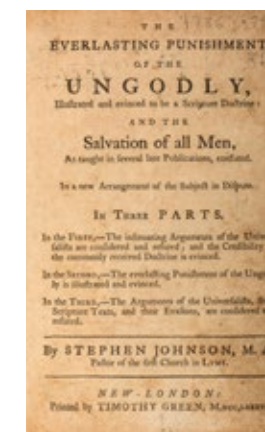 THE
EVERLASTING PUNISHMENT
OF THE
UNGODLY,
Illustrated and evinced to be a Scripture Doctrine:
AND THE
Salvation of all Men,
As taught in several late Publications, confuted.
In a new Arrangement of the Subject in Dispute.
IN THREE PARTS.
In the FIRST,—The insinuating Arguments of the Univer
salists are considered and refuted; and the Credibility
the commonly received Doctrine is evinced.
In the SECOND,—The everlasting Punishment of the Ungo
ly is illustrated and evinced.
In the THIRD,—The Arguments of the Universalists,
Scripture Texts, and their Evasions, are considered
refuted.
By STEPHEN JOHNSON, M. A
Pastor of the first Church in LYME.
NEW-LONDON:
Printed by TIMOTHY GREEN,